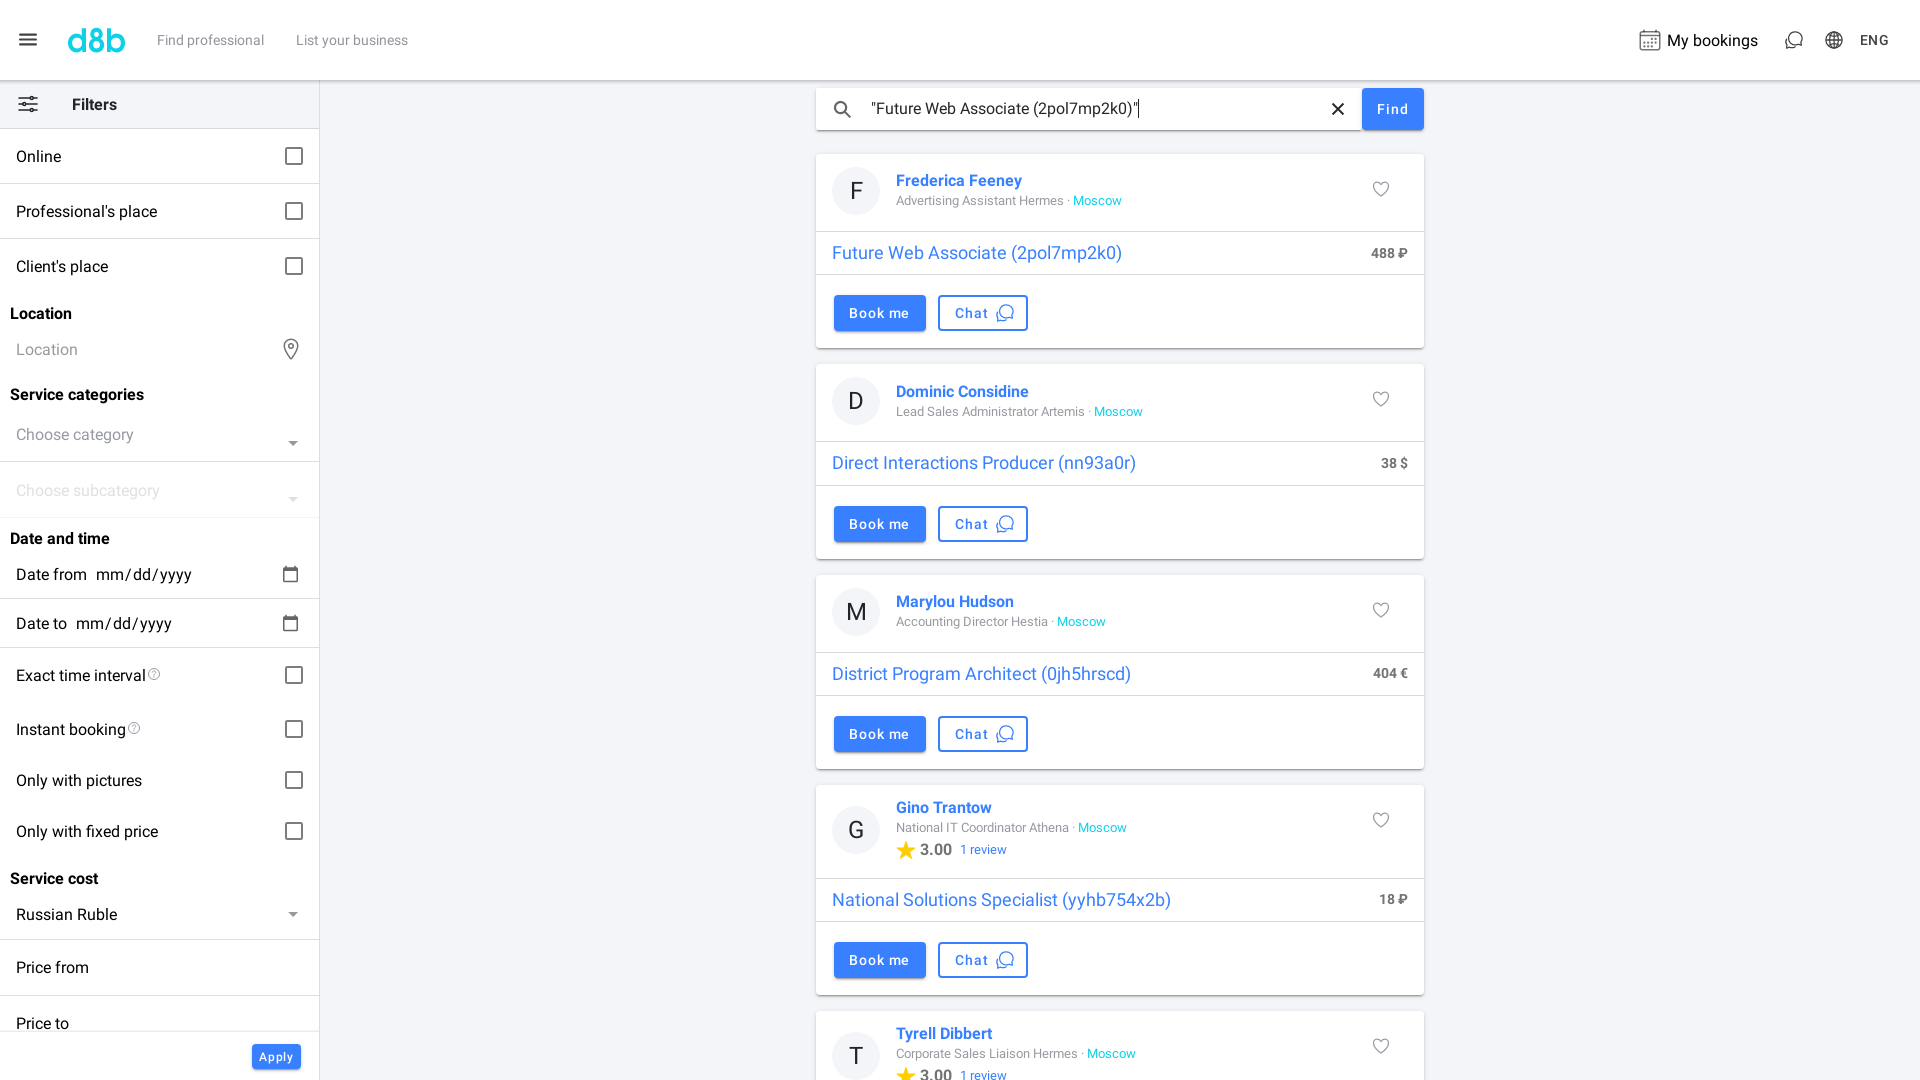 d8b
Find professional
List your business
My bookings
ENG
Filters
Online
Professional's place
Client's place
Location
Location
Service categories
Choose category
Choose subcategory
Date and time
Date from mm/dd/yyyy
Date to mm/dd/yyyy
Exact time interval
Instant booking
Only with pictures
Only with fixed price
Service cost
Russian Ruble
Price from
Price to
Apply
"Future Web Associate (2pol7mp2k0)"
Find
F
Frederica Feeney
Advertising Assistant Hermes · Moscow
Future Web Associate (2pol7mp2k0) 488 ₽
Book me
Chat
D
Dominic Considine
Lead Sales Administrator Artemis · Moscow
Direct Interactions Producer (nn93a0r) 38 $
Book me
Chat
M
Marylou Hudson
Accounting Director Hestia · Moscow
District Program Architect (0jh5hrscd) 404 €
Book me
Chat
G
Gino Trantow
National IT Coordinator Athena · Moscow
3.00 1 review
National Solutions Specialist (yyhb754x2b) 18 ₽
Book me
Chat
T
Tyrell Dibbert
Corporate Sales Liaison Hermes · Moscow
3.00 1 review